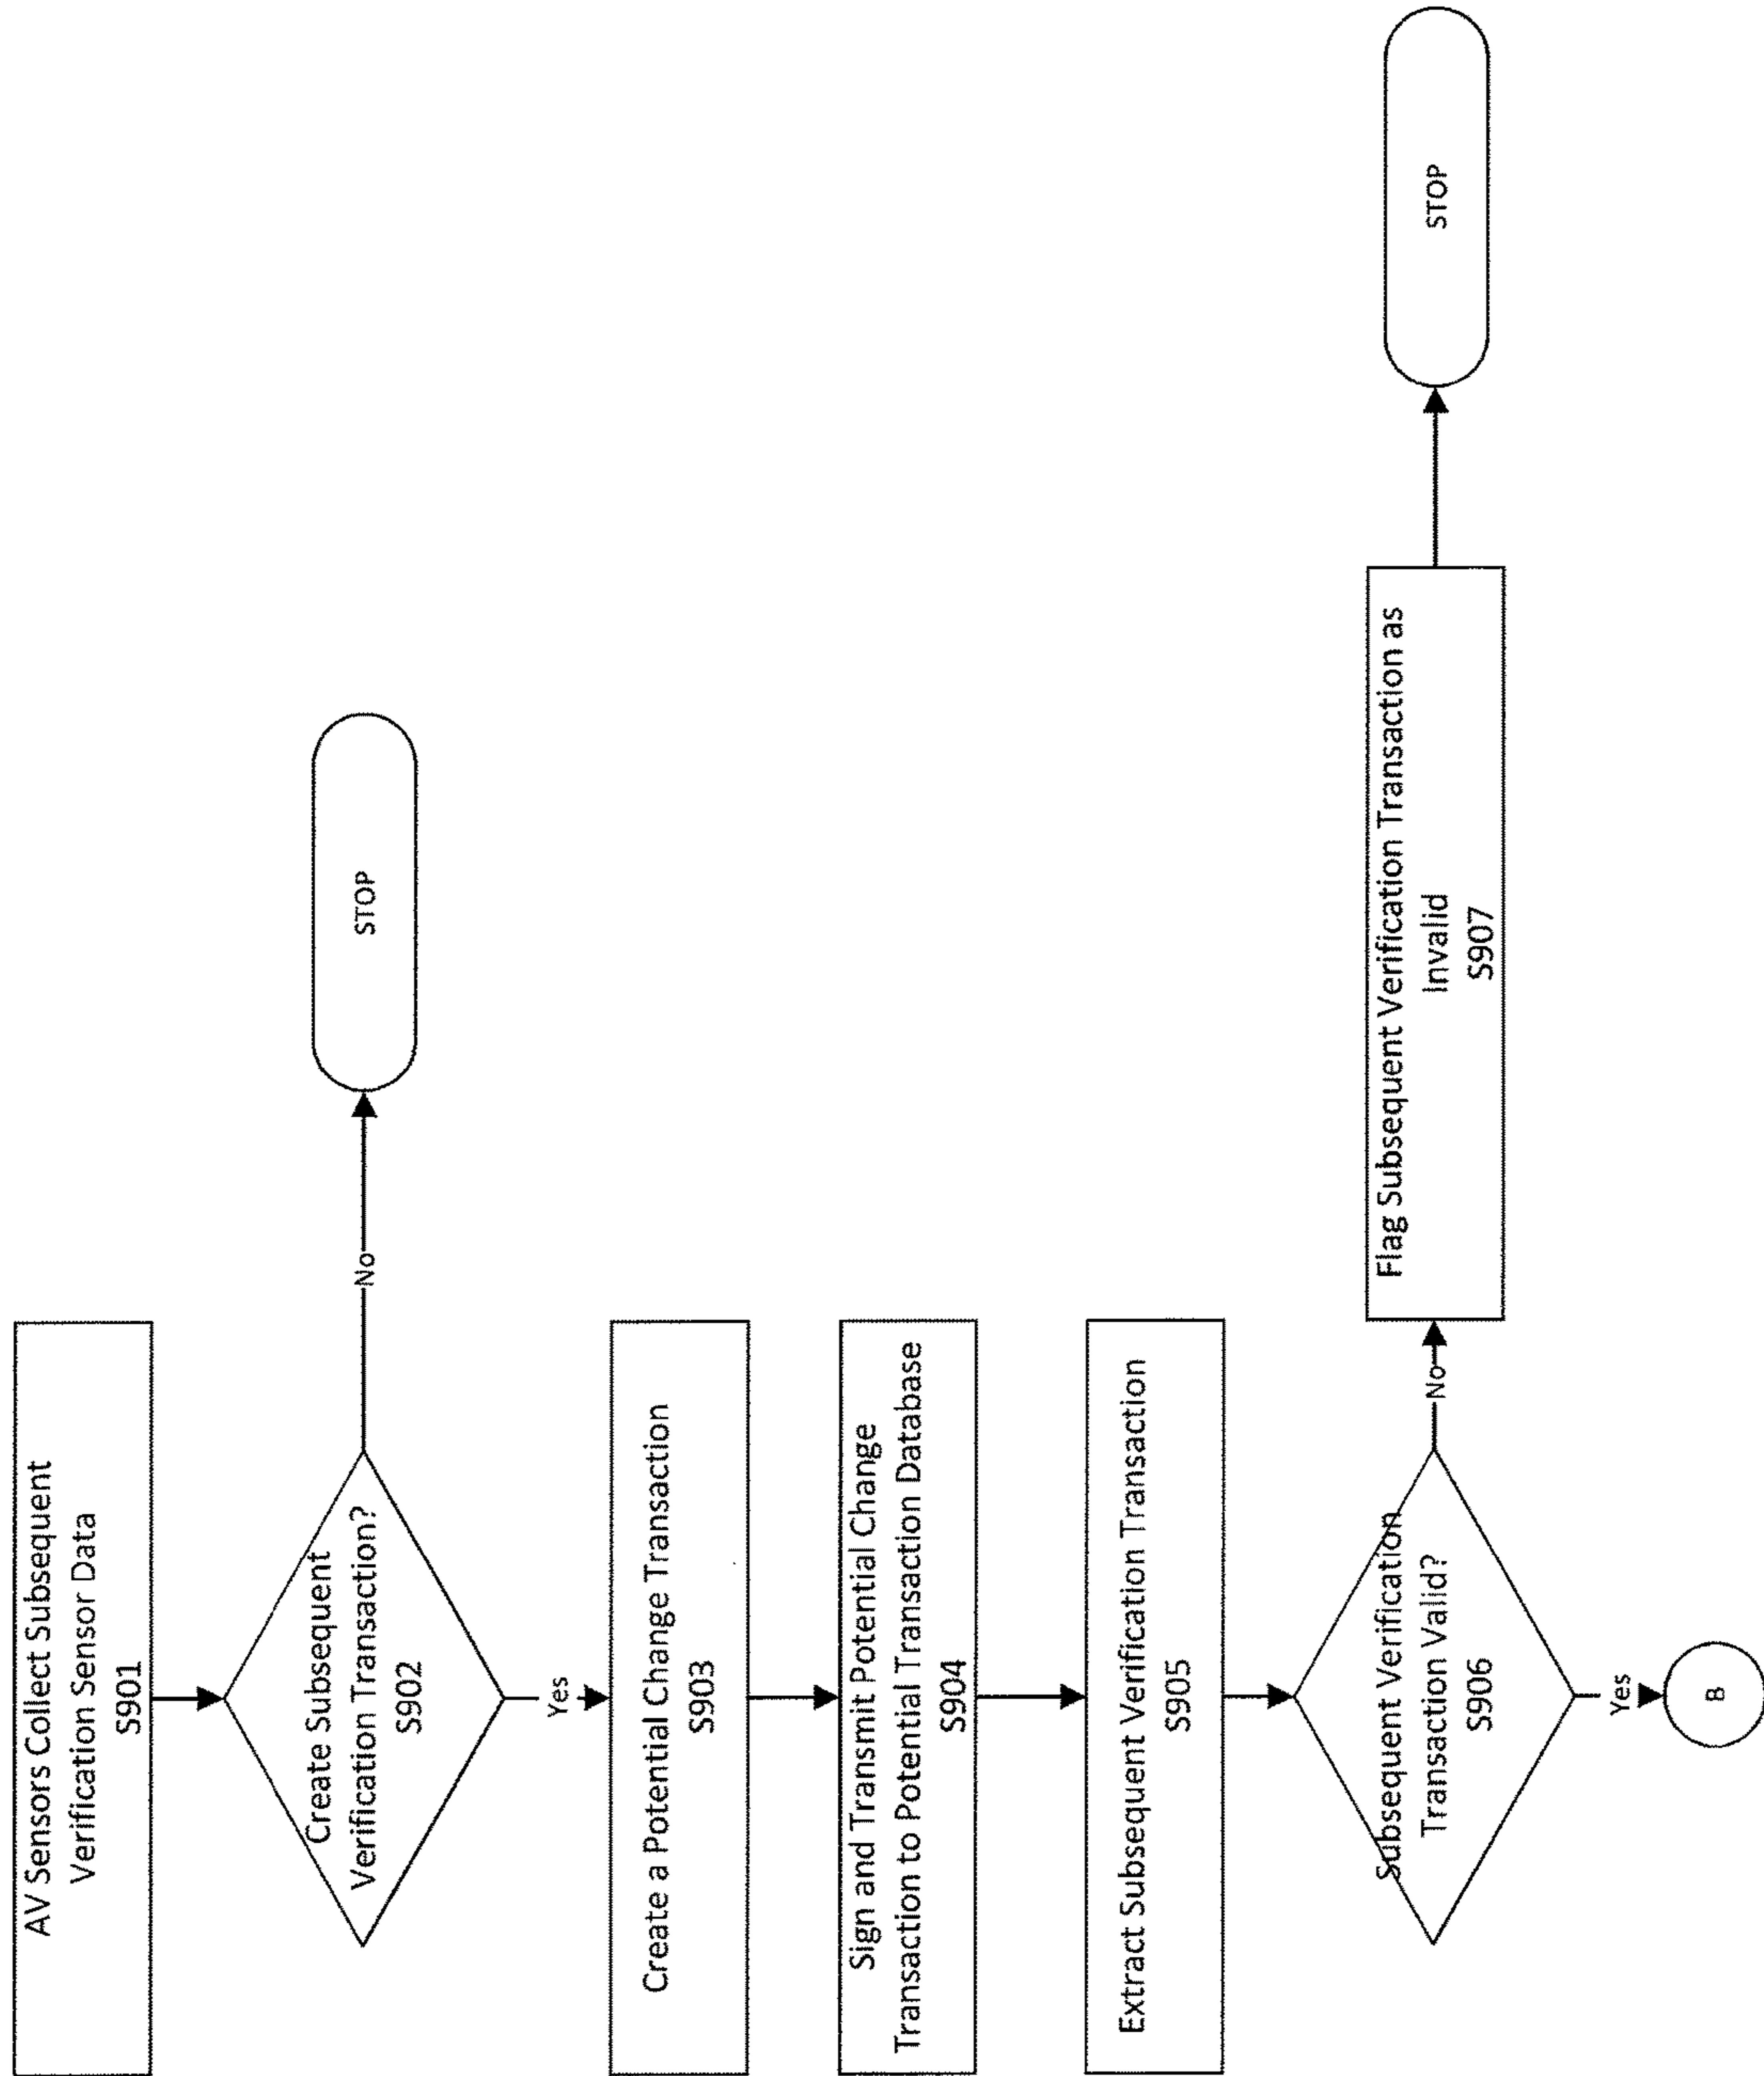 AV Sensors Collect Subsequent
Verification Sensor Data
S901
Create Subsequent
Verification Transaction?
S902
No
STOP
Yes
Create a Potential Change Transaction
S903
Sign and Transmit Potential Change
Transaction to Potential Transaction Database
S904
Extract Subsequent Verification Transaction
S905
Subsequent Verification
Transaction Valid?
S906
No
Flag Subsequent Verification Transaction as
Invalid
S907
STOP
Yes
B